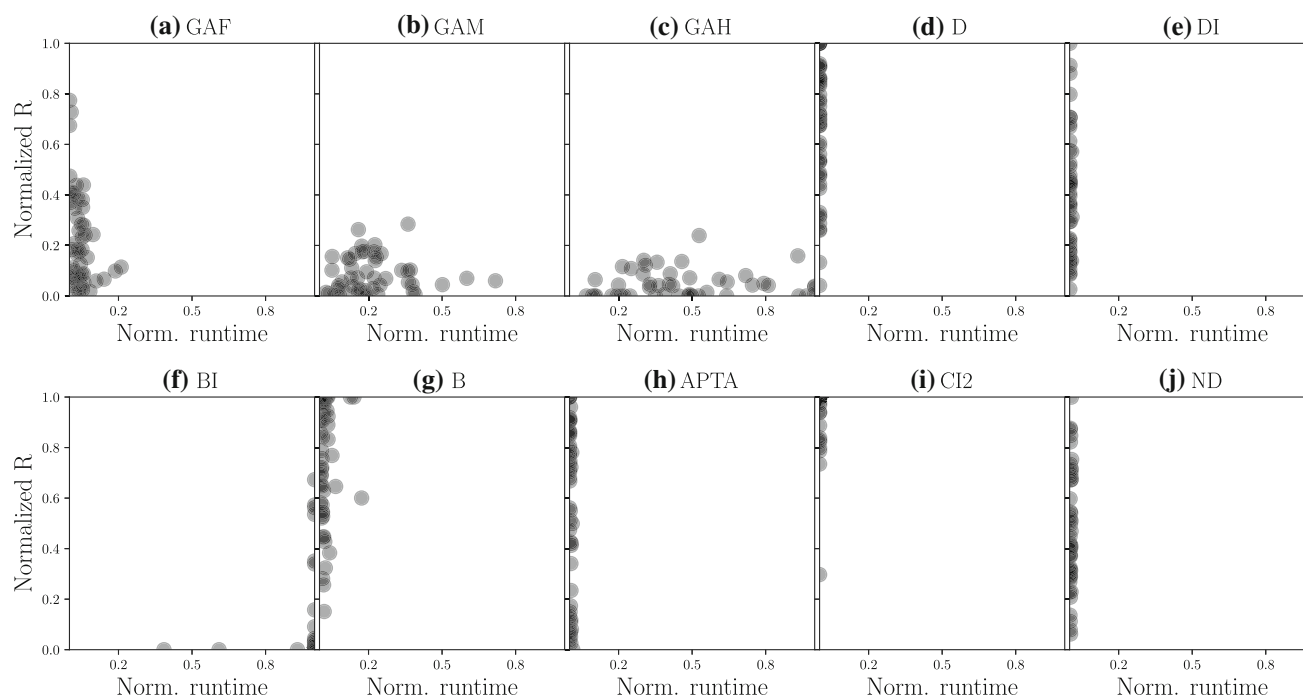 (a) GAF (b) GAM (c) GAH (d) D (e) DI
Normalized R
1.0
0.8
0.6
0.4
0.2
0.0
0.2 0.5 0.8 0.2 0.5 0.8 0.2 0.5 0.8 0.2 0.5 0.8 0.2 0.5 0.8
Norm. runtime Norm. runtime Norm. runtime Norm. runtime Norm. runtime
(f) BI (g) B (h) APTA (i) CI2 (j) ND
Normalized R
1.0
0.8
0.6
0.4
0.2
0.0
0.2 0.5 0.8 0.2 0.5 0.8 0.2 0.5 0.8 0.2 0.5 0.8 0.2 0.5 0.8
Norm. runtime Norm. runtime Norm. runtime Norm. runtime Norm. runtime